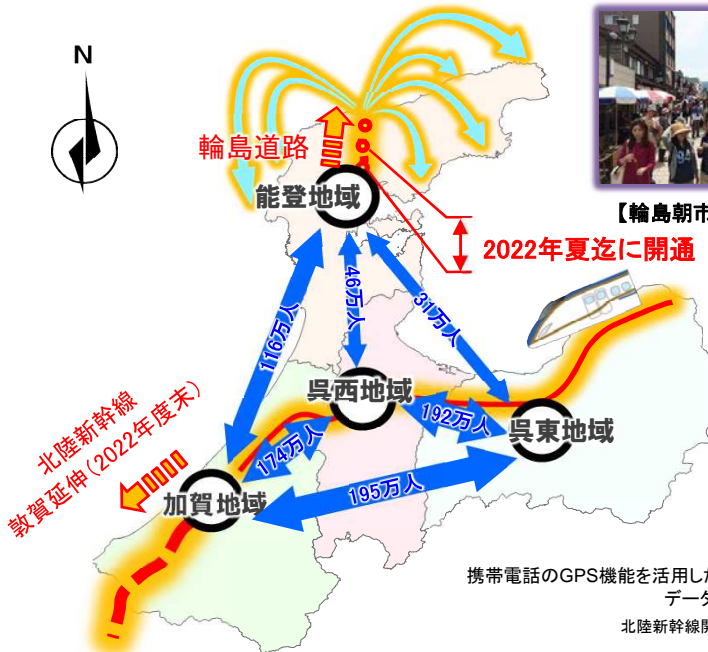 N
輪島道路
能登地域
【輪島朝市
2022年夏迄に開通
116万人
46万人
31万人
呉西地域
192万人
呉東地域
174万人
195万人
加賀地域
北陸新幹線
敦賀延伸(2022年度末)
携帯電話のGPS機能を活用した
データ
北陸新幹線開